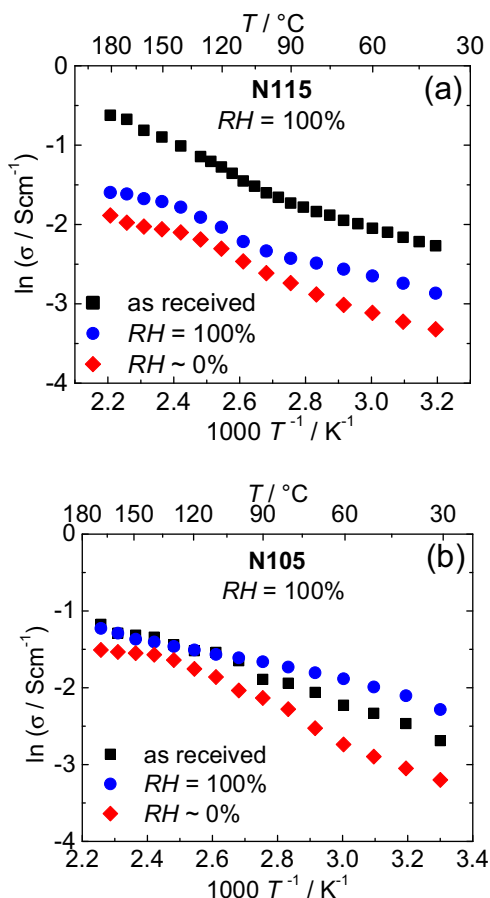 T / °C
180 150 120 90 60 30
0
-1
-2
-3
-4
ln (σ / Scm⁻¹)
N115
(a)
RH = 100%
as received
RH = 100%
RH ~ 0%
2.2 2.4 2.6 2.8 3.0 3.2
1000 T⁻¹ / K⁻¹
T / °C
180 150 120 90 60 30
0
-1
-2
-3
-4
ln (σ / Scm⁻¹)
N105
(b)
RH = 100%
as received
RH = 100%
RH ~ 0%
2.2 2.4 2.6 2.7 2.8 3.0 3.1 3.3 3.4
1000 T⁻¹ / K⁻¹